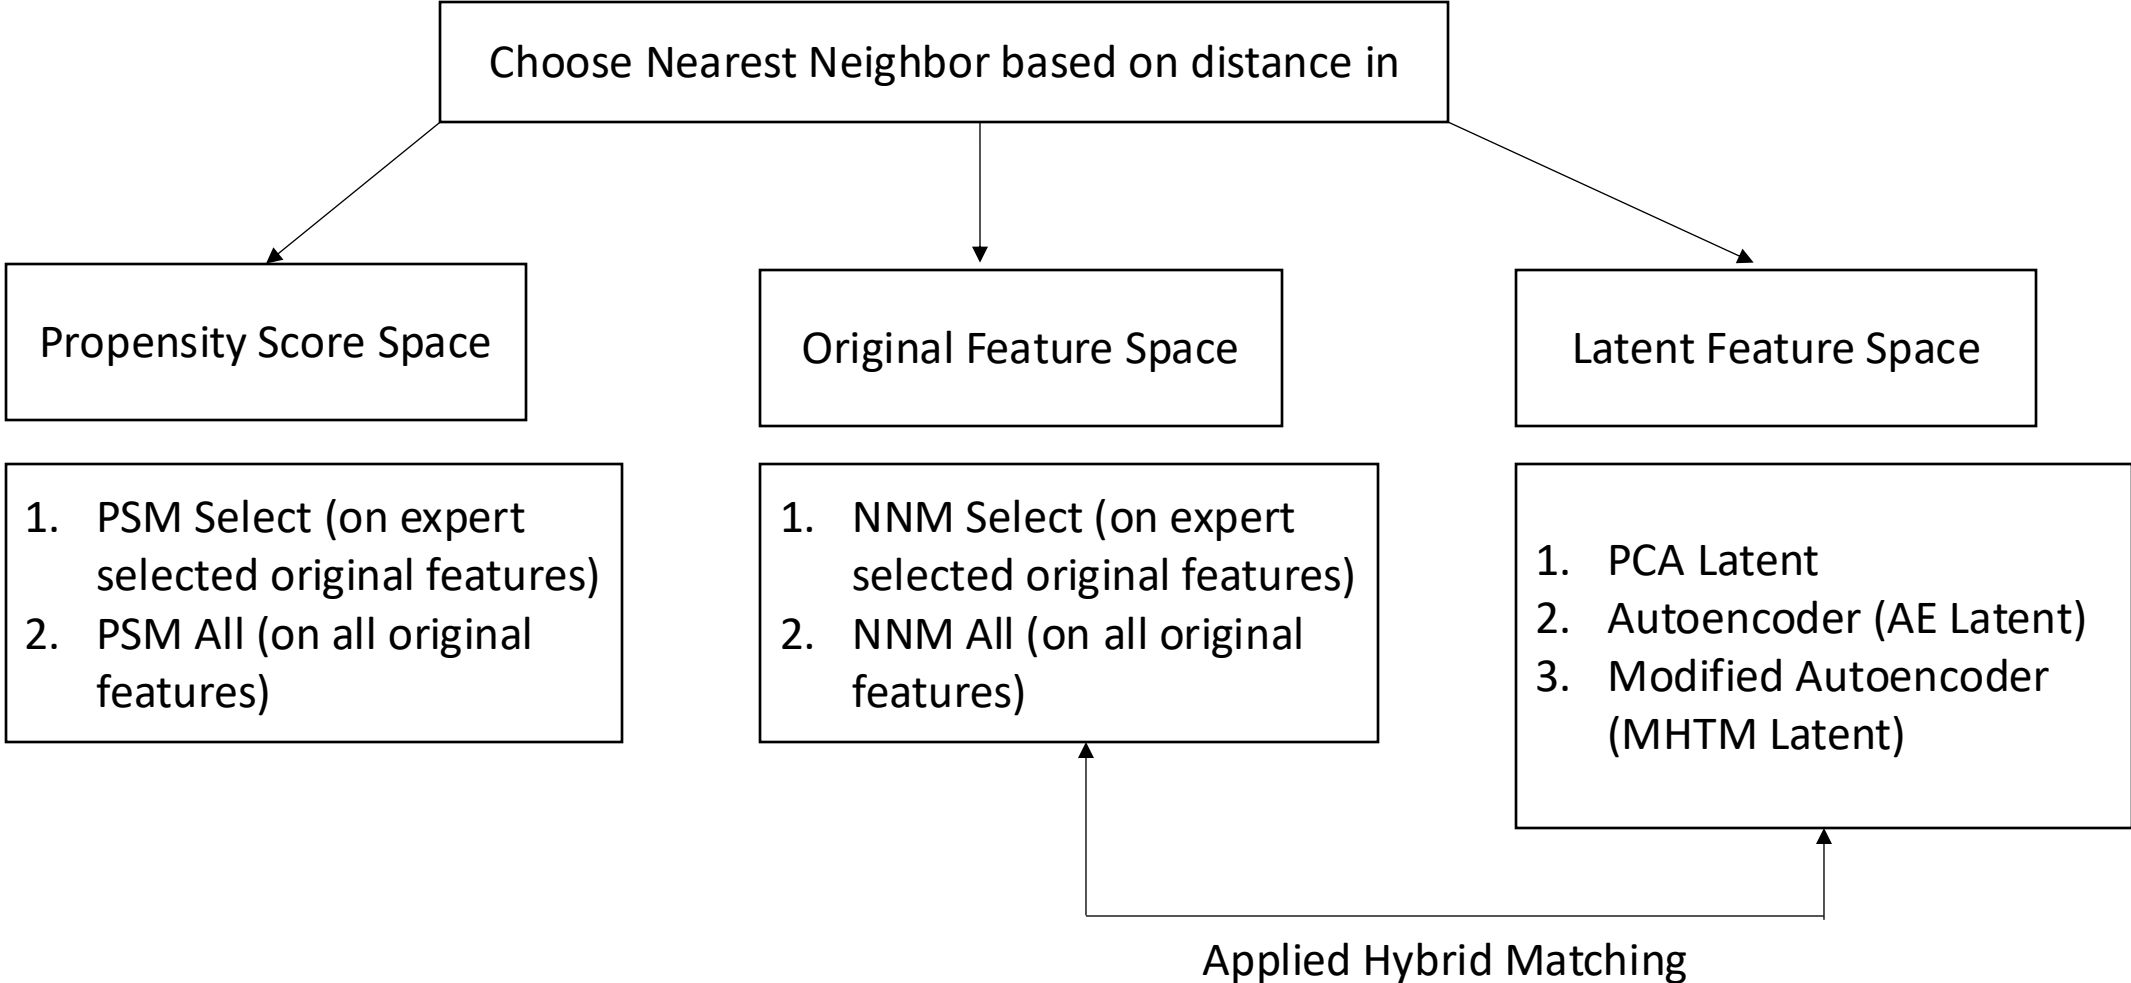 Choose Nearest Neighbor based on distance in
Propensity Score Space
Original Feature Space
Latent Feature Space
1. PSM Select (on expert
selected original features)
2. PSM All (on all original
features)
1. NNM Select (on expert
selected original features)
2. NNM All (on all original
features)
1. PCA Latent
2. Autoencoder (AE Latent)
3. Modified Autoencoder
(MHTM Latent)
Applied Hybrid Matching